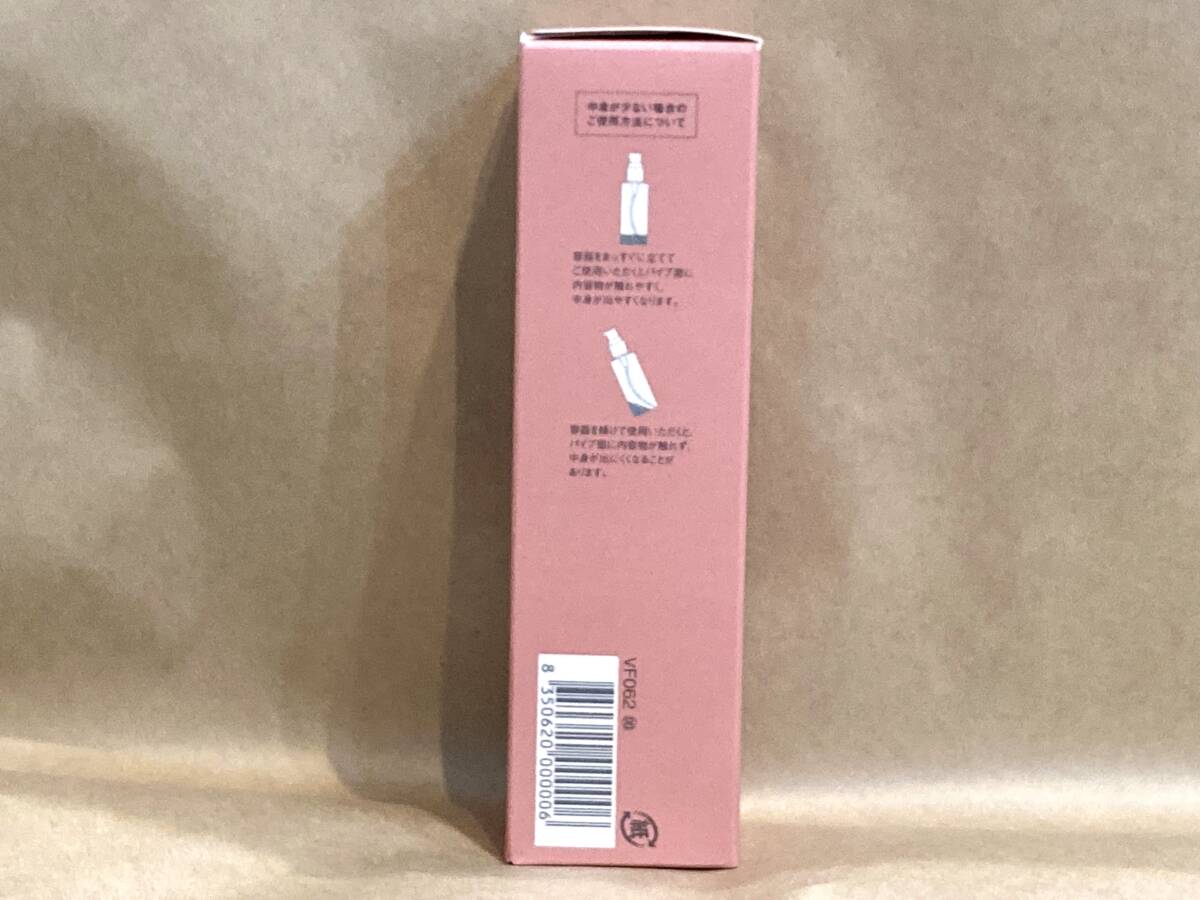 中身が少ない場合の
ご使用方法について
容器をまっすぐに立てて
ご使用いただくとパイプ部に
内容物が触れやすく、
中身が出やすくなります。
容器を傾けて使用いただくと、
パイプ部に内容物が触れず、
中身が出にくくなることが
あります。
VF062
8 350620 000006
紙